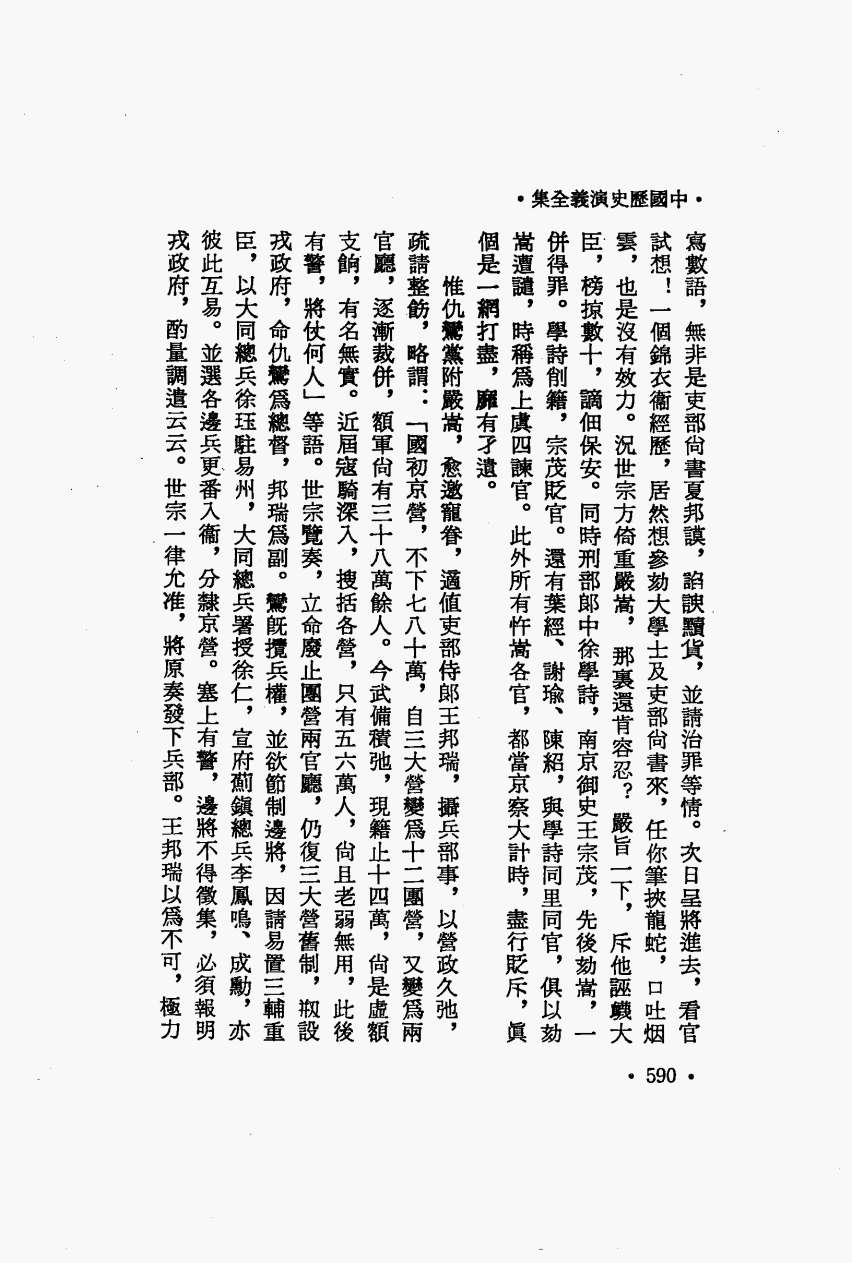 •中國歷史演義全集•
寫數語，無非是吏部尙書夏邦謨，諂諛黷貨，並請治罪等情。次日呈將進去，看官
試想！一個錦衣衞經歷，居然想參劾大學士及吏部尙書來，任你筆挾龍蛇，口吐烟
雲，也是沒有效力。況世宗方倚重嚴嵩，那裏還肯容忍？嚴旨一下，斥他誣衊大
臣，榜掠數十，謫佃保安。同時刑部郞中徐學詩，南京御史王宗茂，先後劾嵩，一
併得罪。學詩削籍，宗茂貶官。還有葉經、謝瑜、陳紹，與學詩同里同官，俱以劾
嵩遭譴，時稱爲上虞四諫官。此外所有忤嵩各官，都當京察大計時，盡行貶斥，眞
個是一網打盡，靡有孑遺。
惟仇鸞黨附嚴嵩，愈邀寵眷，適値吏部侍郞王邦瑞，攝兵部事，以營政久弛，
疏請整飭，略謂：「國初京營，不下七八十萬，自三大營變爲十二團營，又變爲兩
官廳，逐漸裁併，額軍尙有三十八萬餘人。今武備積弛，現籍止十四萬，尙是虛額
支餉，有名無實。近屆寇騎深入，搜括各營，只有五六萬人，尙且老弱無用，此後
有警，將仗何人」等語。世宗覽奏，立命廢止團營兩官廳，仍復三大營舊制，剏設
戎政府，命仇鸞爲總督，邦瑞爲副。鸞旣攬兵權，並欲節制邊將，因請易置三輔重
臣，以大同總兵徐玨駐易州，大同總兵署授徐仁，宣府薊鎭總兵李鳳鳴、成勳，亦
彼此互易。並選各邊兵更番入衞，分隸京營。塞上有警，邊將不得徵集，必須報明
戎政府，酌量調遣云云。世宗一律允准，將原奏發下兵部。王邦瑞以爲不可，極力
•590•